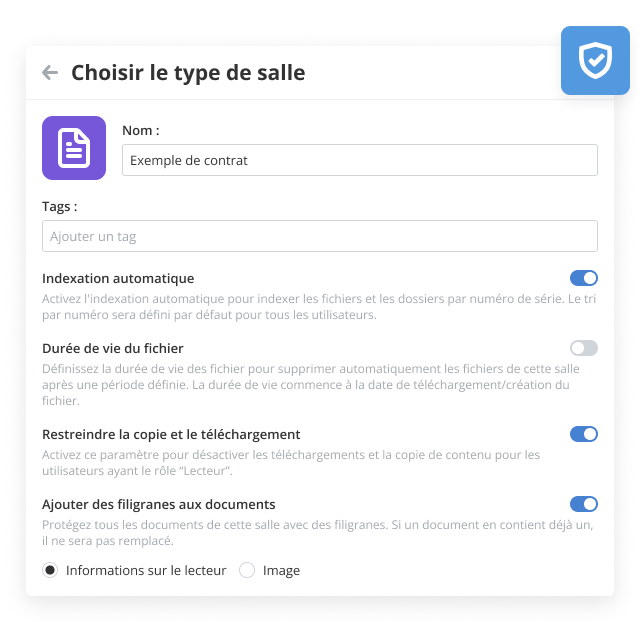 Choisir le type de salle
Nom :
Exemple de contrat
Tags :
Ajouter un tag
Indexation automatique
Activez l'indexation automatique pour indexer les fichiers et les dossiers par numéro de série. Le tri
par numéro sera défini par défaut pour tous les utilisateurs.
Durée de vie du fichier
Définissez la durée de vie des fichier pour supprimer automatiquement les fichiers de cette salle
après une période définie. La durée de vie commence à la date de téléchargement/création du
fichier.
Restreindre la copie et le téléchargement
Activez ce paramètre pour désactiver les téléchargements et la copie de contenu pour les
utilisateurs ayant le rôle “Lecteur”.
Ajouter des filigranes aux documents
Protégez tous les documents de cette salle avec des filigranes. Si un document en contient déjà un,
il ne sera pas remplacé.
Informations sur le lecteur Image